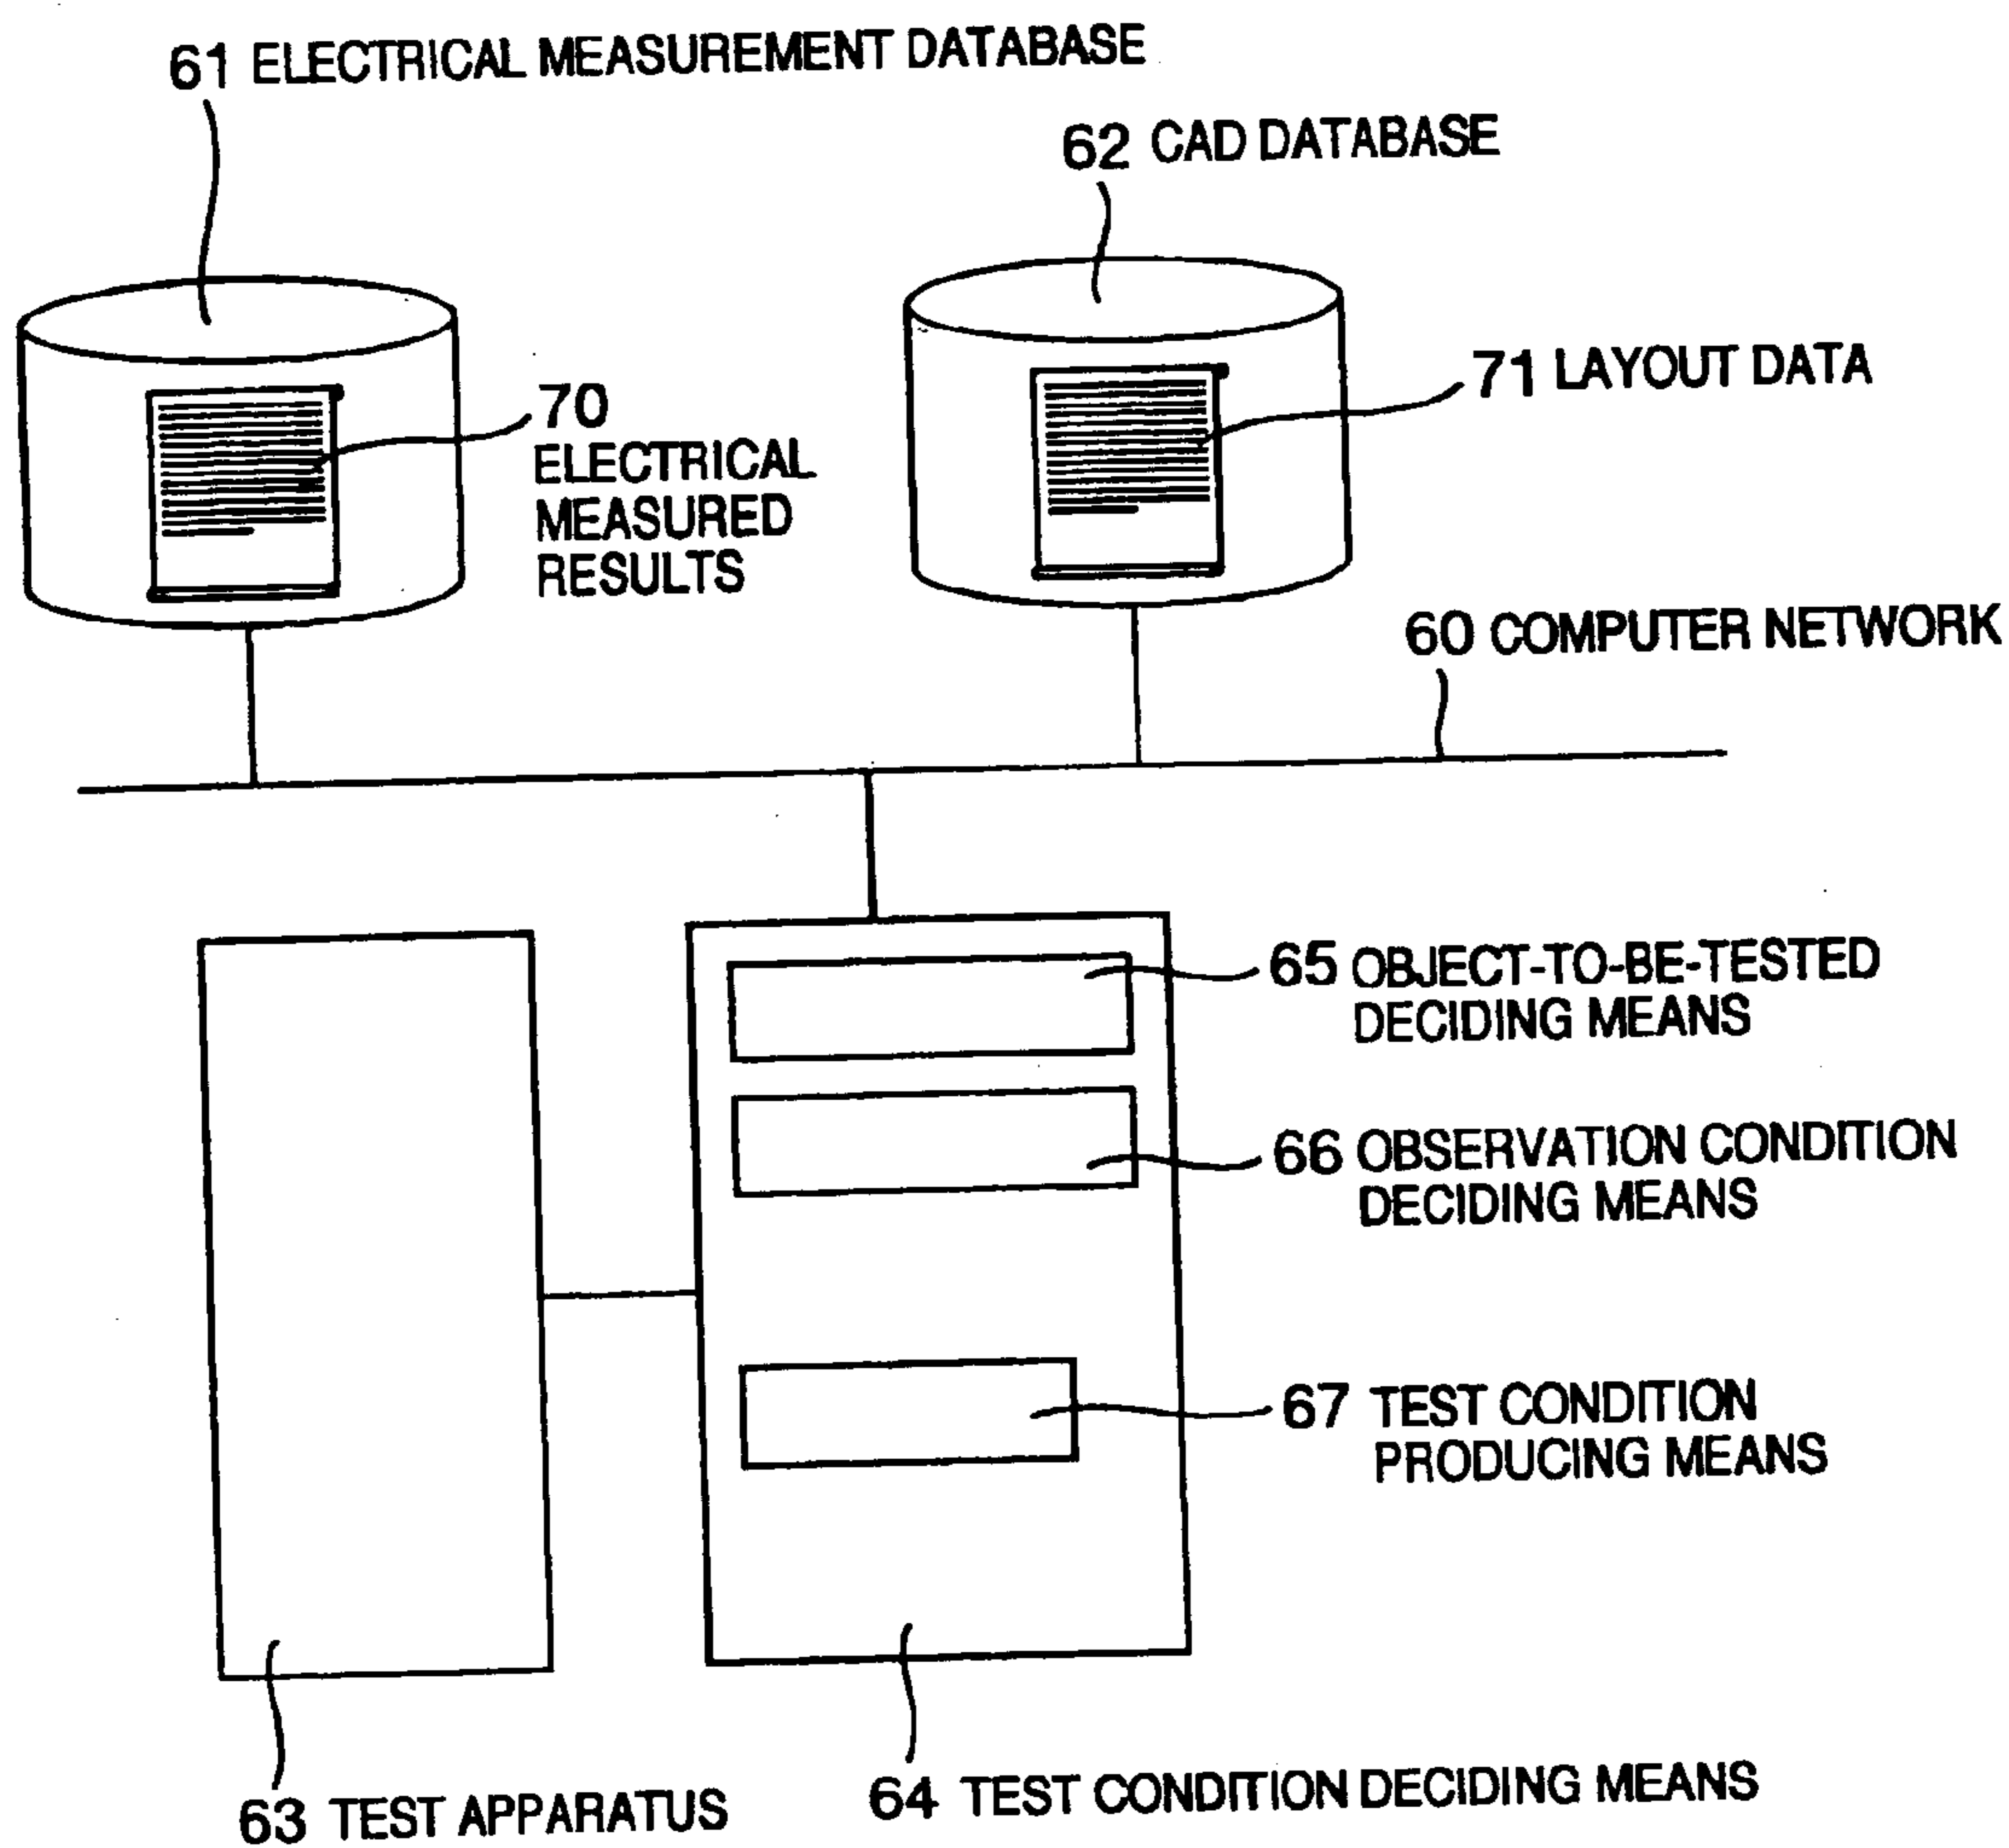 61 ELECTRICAL MEASUREMENT DATABASE
62 CAD DATABASE
71 LAYOUT DATA
70
ELECTRICAL
MEASURED
RESULTS
60 COMPUTER NETWORK
65 OBJECT-TO-BE-TESTED
DECIDING MEANS
66 OBSERVATION CONDITION
DECIDING MEANS
67 TEST CONDITION
PRODUCING MEANS
64 TEST CONDITION DECIDING MEANS
63 TEST APPARATUS